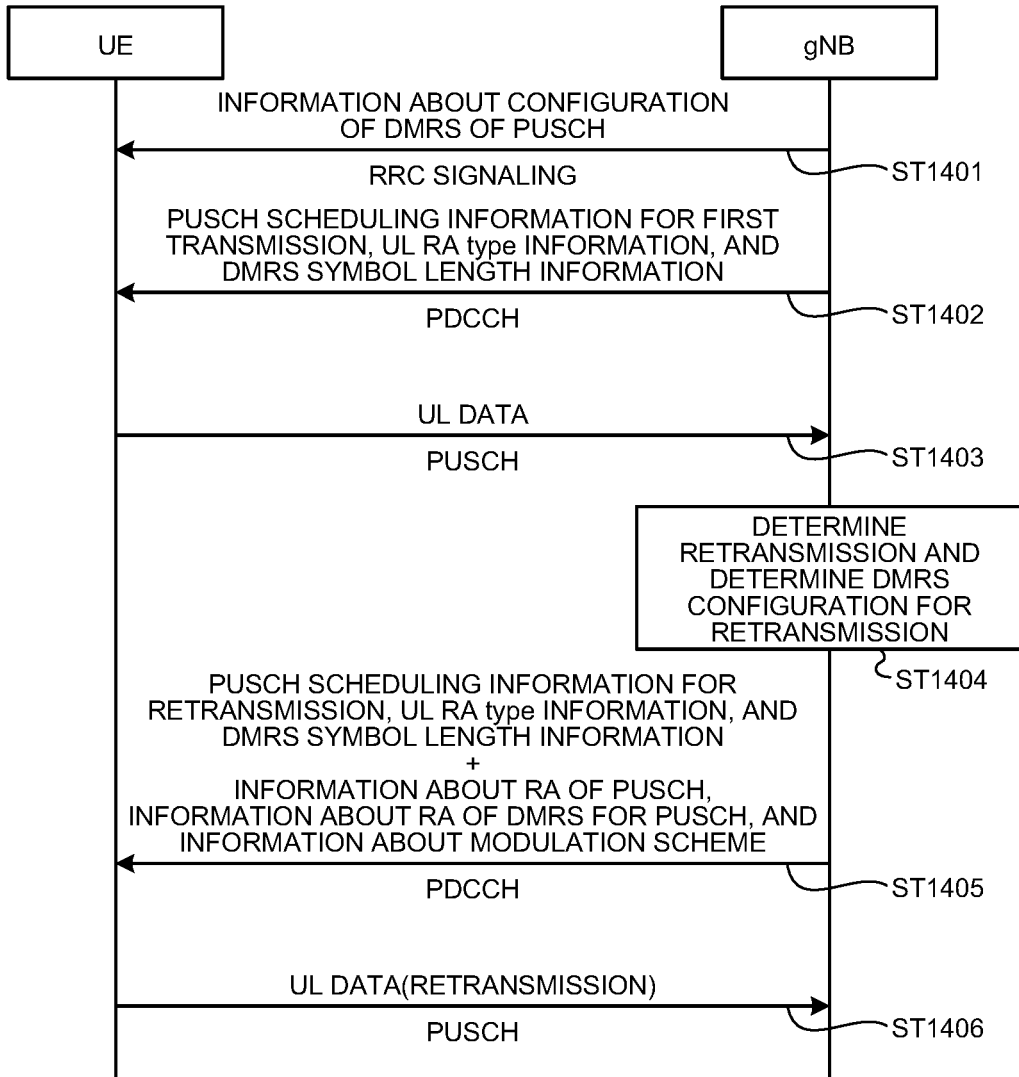 UE
gNB
INFORMATION ABOUT CONFIGURATION
OF DMRS OF PUSCH
RRC SIGNALING
ST1401
PUSCH SCHEDULING INFORMATION FOR FIRST
TRANSMISSION, UL RA type INFORMATION, AND
DMRS SYMBOL LENGTH INFORMATION
PDCCH
ST1402
UL DATA
PUSCH
ST1403
DETERMINE
RETRANSMISSION AND
DETERMINE DMRS
CONFIGURATION FOR
RETRANSMISSION
ST1404
PUSCH SCHEDULING INFORMATION FOR
RETRANSMISSION, UL RA type INFORMATION, AND
DMRS SYMBOL LENGTH INFORMATION
+
INFORMATION ABOUT RA OF PUSCH,
INFORMATION ABOUT RA OF DMRS FOR PUSCH, AND
INFORMATION ABOUT MODULATION SCHEME
PDCCH
ST1405
UL DATA(RETRANSMISSION)
PUSCH
ST1406